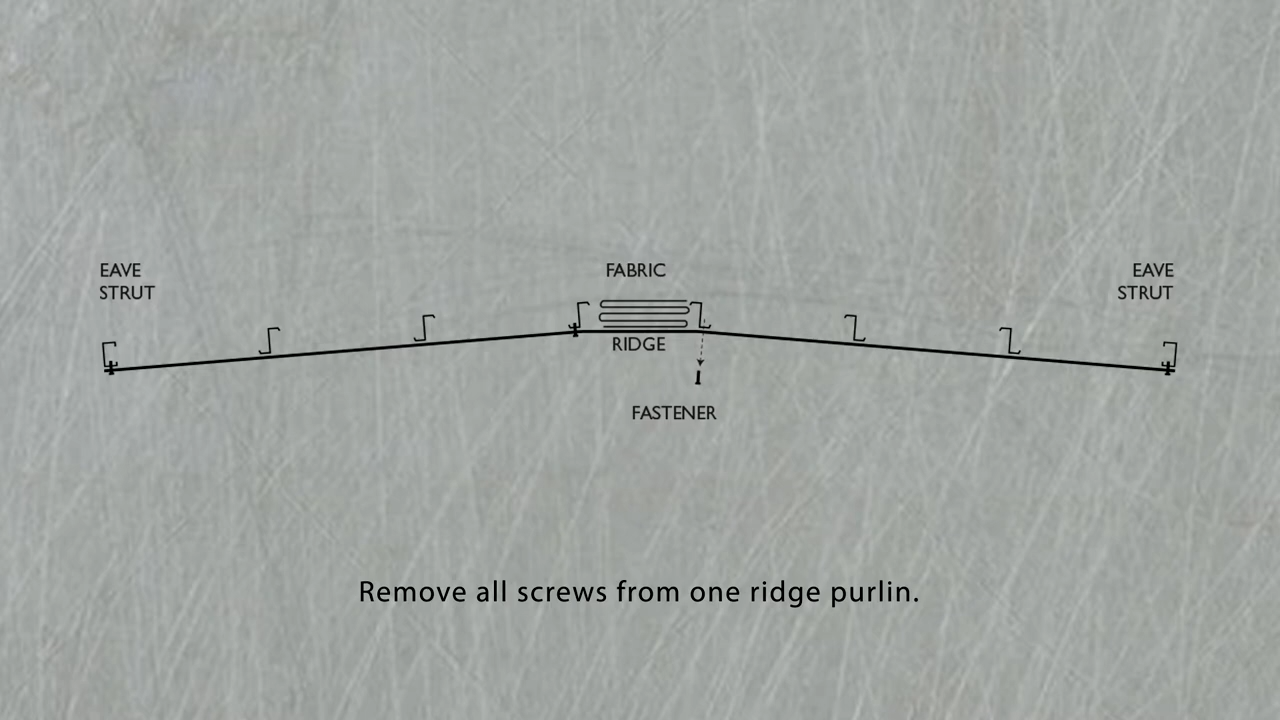 EAVE
STRUT
FABRIC
EAVE
STRUT
RIDGE
FASTENER
Remove all screws from one ridge purlin.